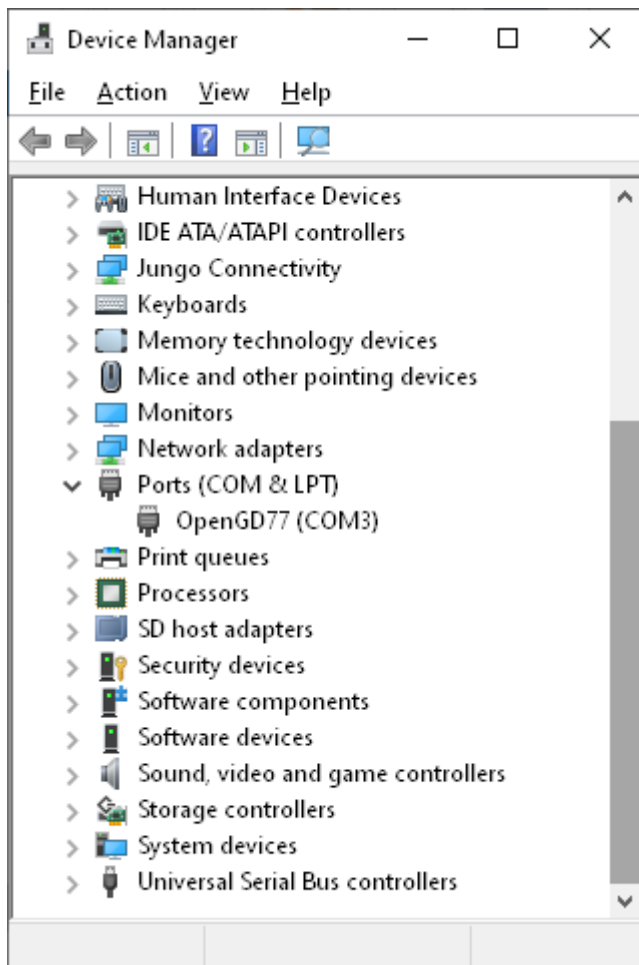 Device Manager
File Action View Help
Human Interface Devices
IDE ATA/ATAPI controllers
Jungo Connectivity
Keyboards
Memory technology devices
Mice and other pointing devices
Monitors
Network adapters
Ports (COM & LPT)
OpenGD77 (COM3)
Print queues
Processors
SD host adapters
Security devices
Software components
Software devices
Sound, video and game controllers
Storage controllers
System devices
Universal Serial Bus controllers